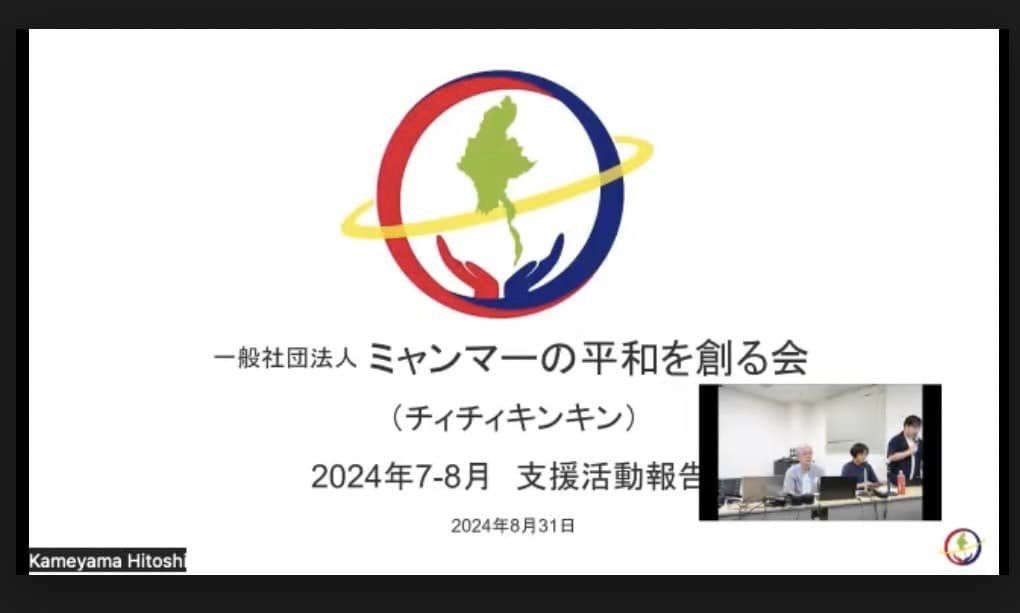 一般社団法人 ミャンマーの平和を創る会
（チィチィキンキン）
2024年7-8月 支援活動報告
2024年8月31日
Kameyama Hitoshi